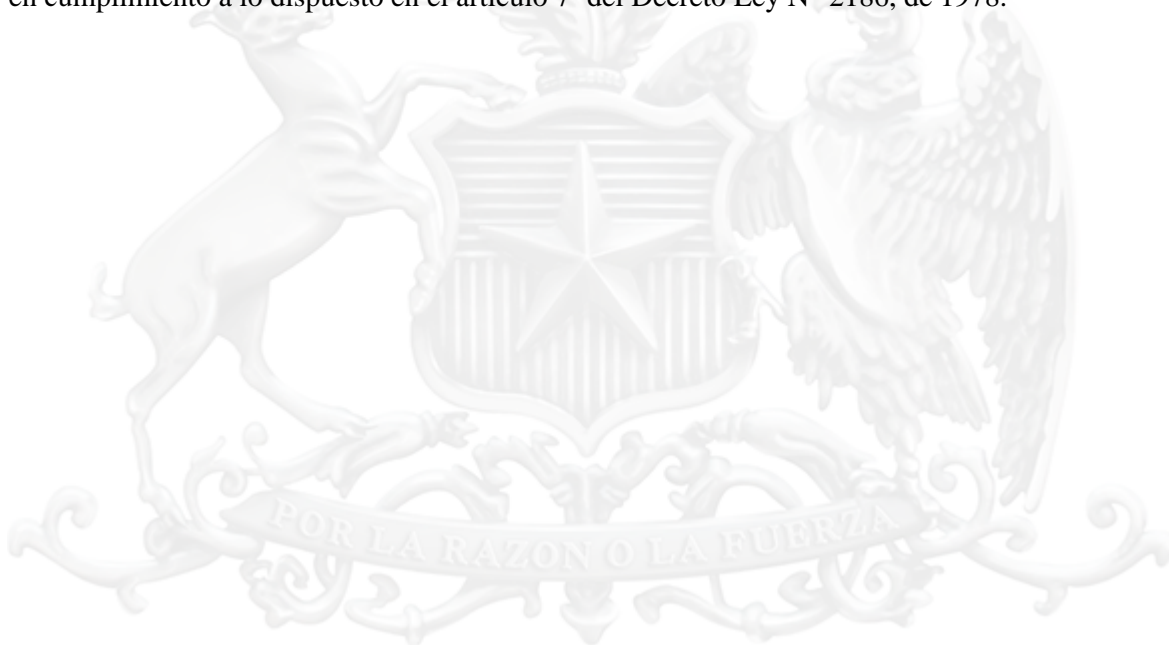 en cumplimiento a lo dispuesto en el artículo 7° del Decreto Ley N° 2186, de 1978.
POR LA RAZON O LA FUERZA